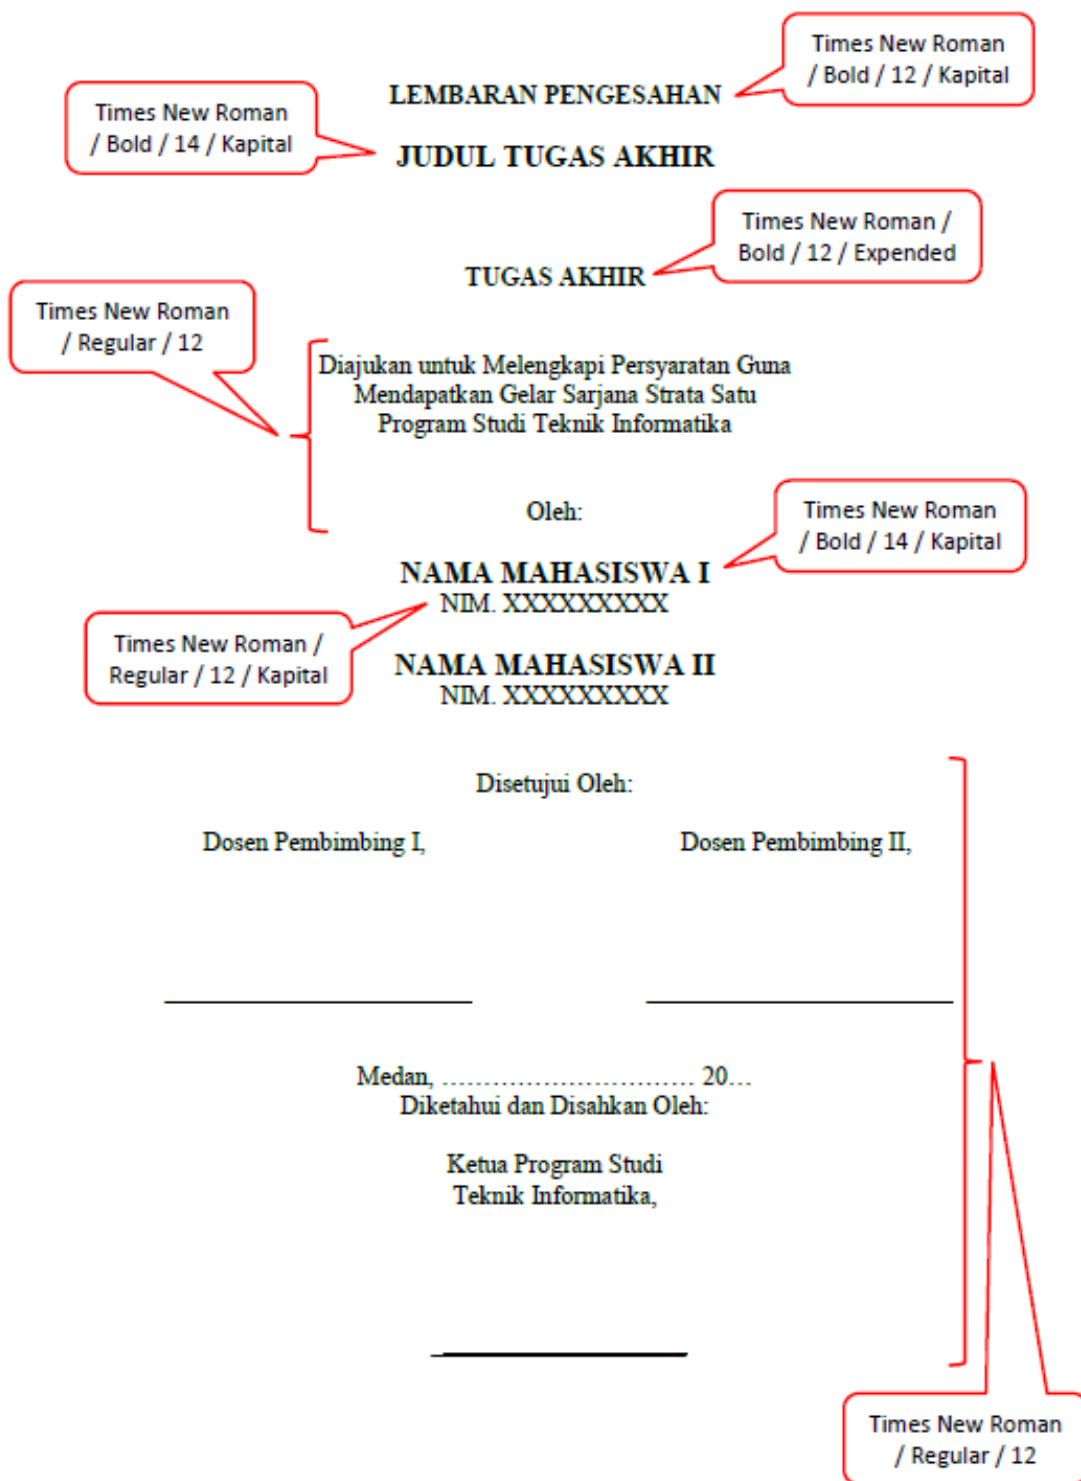 Times New Roman
/ Bold / 12 / Kapital
LEMBARAN PENGESAHAN
Times New Roman
/ Bold / 14 / Kapital
JUDUL TUGAS AKHIR
Times New Roman /
Bold / 12 / Expended
TUGAS AKHIR
Times New Roman
/ Regular / 12
Diajukan untuk Melengkapi Persyaratan Guna
Mendapatkan Gelar Sarjana Strata Satu
Program Studi Teknik Informatika
Oleh:
Times New Roman
/ Bold / 14 / Kapital
NAMA MAHASISWA I
NIM. XXXXXXXXX
Times New Roman /
Regular / 12 / Kapital
NAMA MAHASISWA II
NIM. XXXXXXXXX
Disetujui Oleh:
Dosen Pembimbing I,
Dosen Pembimbing II,
Medan, ………………………… 20…
Diketahui dan Disahkan Oleh:
Ketua Program Studi
Teknik Informatika,
Times New Roman
/ Regular / 12